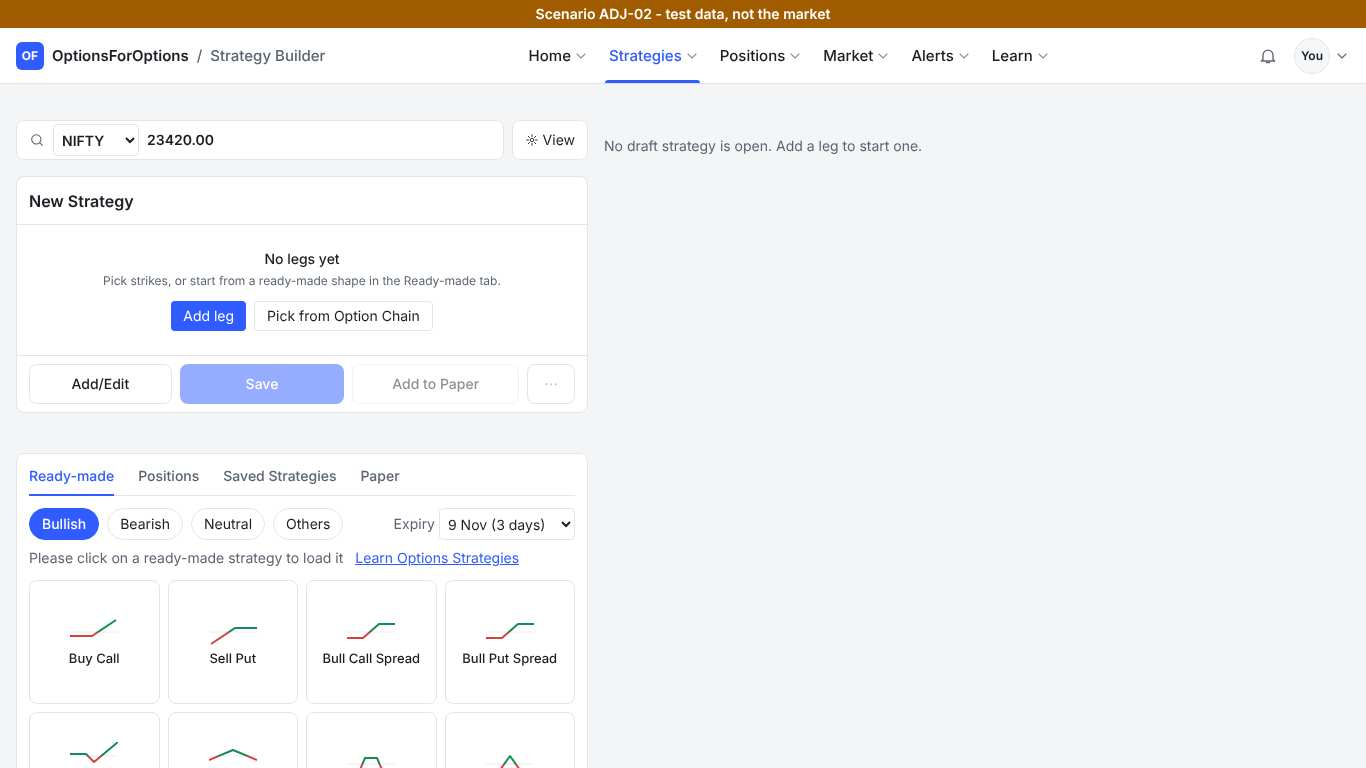 Scenario ADJ-02 - test data, not the market
OF OptionsForOptions / Strategy Builder
Home Strategies Positions Market Alerts Learn
You
NIFTY 23420.00
View
No draft strategy is open. Add a leg to start one.
New Strategy
No legs yet
Pick strikes, or start from a ready-made shape in the Ready-made tab.
Add leg Pick from Option Chain
Add/Edit Save Add to Paper ...
Ready-made Positions Saved Strategies Paper
Bullish Bearish Neutral Others Expiry 9 Nov (3 days)
Please click on a ready-made strategy to load it Learn Options Strategies
Buy Call Sell Put Bull Call Spread Bull Put Spread